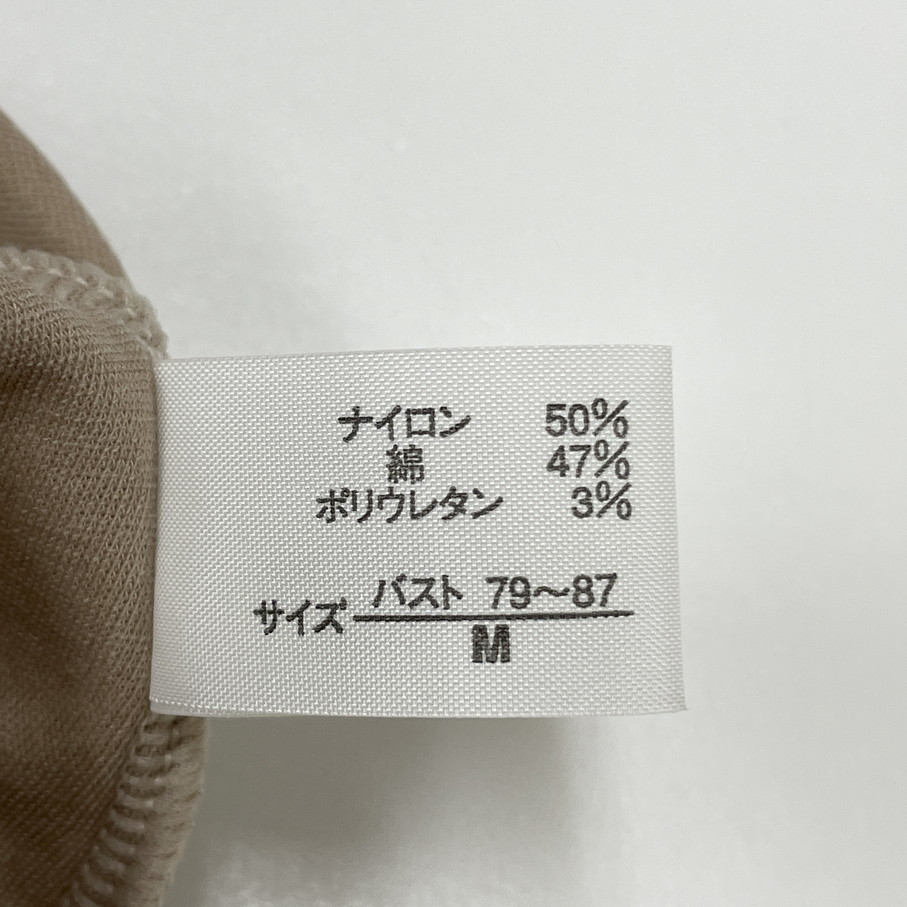 ナイロン 50%
綿 47%
ポリウレタン 3%
サイズ バスト 79～87
M